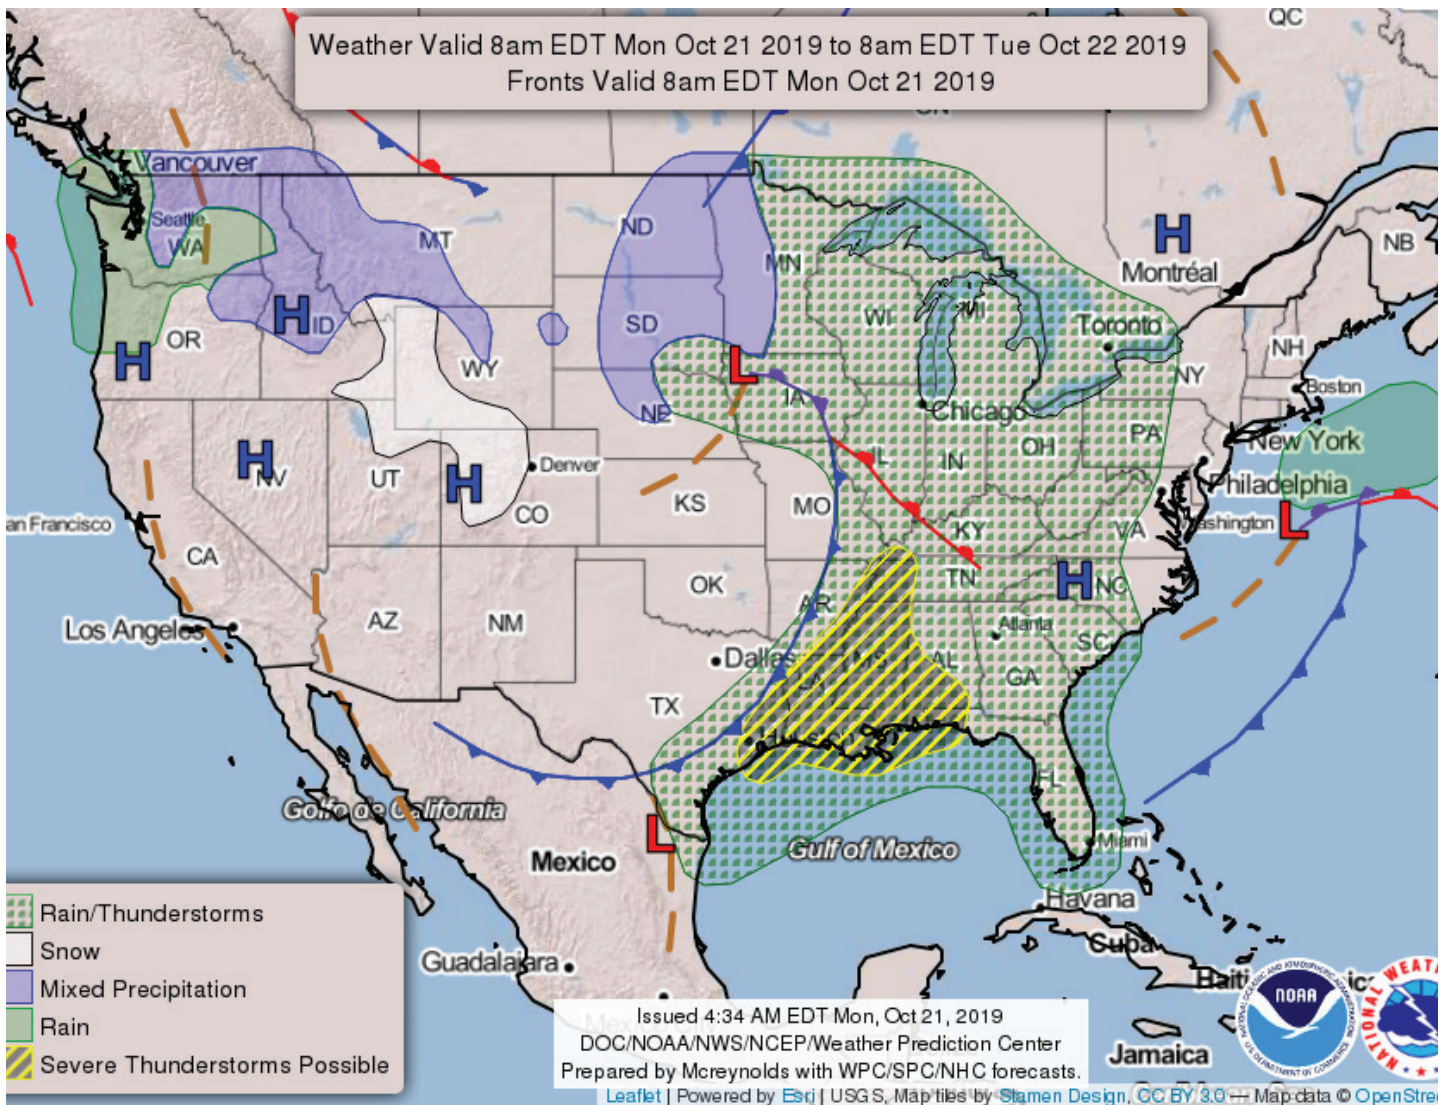 QC
Weather Valid 8am EDT Mon Oct 21 2019 to 8am EDT Tue Oct 22 2019
Fronts Valid 8am EDT Mon Oct 21 2019
Vancouver
Seattle
WA
MT
ND
MN
H
Montréal
NB
H
ID
SD
WI
MI
Toronto
NH
H
OR
WY
L
NY
Boston
NE
IA
Chicago
H
NV
UT
H
Denver
IL
IN
OH
PA
New York
Philadelphia
CO
KS
MO
an Francisco
KY
VA
ashington
L
CA
OK
TN
H
NC
AR
Los Angeles
AZ
NM
Atlanta
SC
Dallas
LA
MS
AL
GA
TX
FL
Golfo de California
L
Mexico
Gulf of Mexico
Miami
Havana
Rain/Thunderstorms
Snow
Mixed Precipitation
Rain
Severe Thunderstorms Possible
Guadalajara
Cuba
Haiti
NOAA
NATIONAL WEAT
Issued 4:34 AM EDT Mon, Oct 21, 2019
DOC/NOAA/NWS/NCEP/Weather Prediction Center
Prepared by Mcreynolds with WPC/SPC/NHC forecasts.
Jamaica
Leaflet | Powered by Esri | USGS, Map tiles by Stamen Design, CC BY 3.0 — Map data © OpenStre